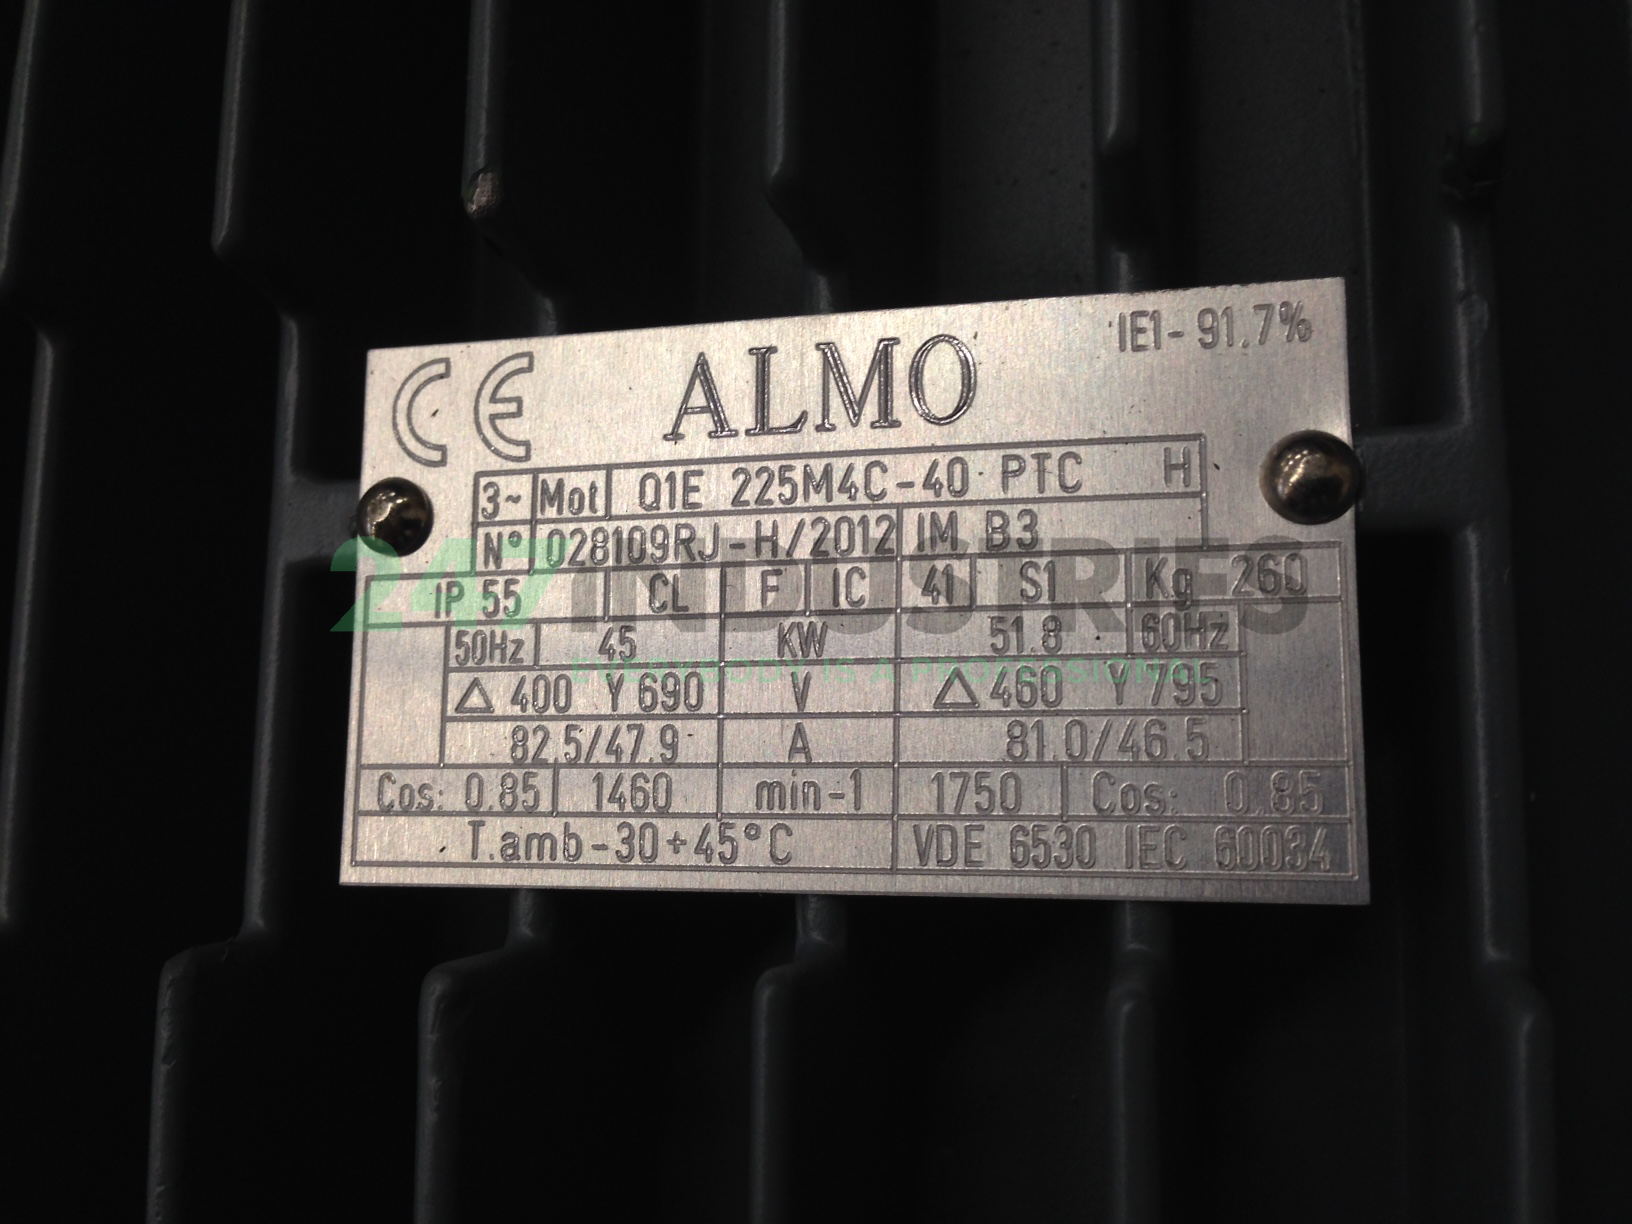 CE ALMO IE1-91.7%
3~ Mot Q1E 225M4C-40 PTC H
N° 028109RJ-H/2012 IM B3
IP 55 CL F IC 41 S1 Kg 260
50Hz 45 KW 51.8 60Hz
△ 400 Y 690 V △ 460 Y 795
82.5/47.9 A 81.0/46.5
Cos: 0.85 1460 min-1 1750 Cos: 0.85
T.amb-30+45°C VDE 6530 IEC 60034
247 INDUSTRIES
EVERYBODY IS A PROFESSIONAL